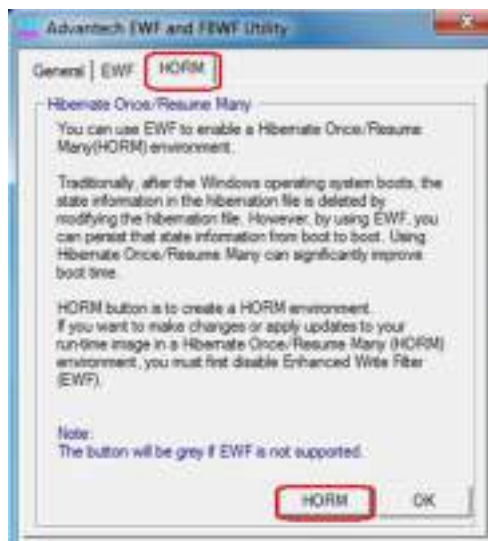 Advantech EWF and FBWF Utility
General EWF HORM
Hibernate Once/Resume Many
You can use EWF to enable a Hibernate Once/Resume
Many(HORM) environment.
Traditionally, after the Windows operating system boots, the
state information in the hibernation file is deleted by
modifying the hibernation file. However, by using EWF, you
can persist that state information from boot to boot. Using
Hibernate Once/Resume Many can significantly improve
boot time.
HORM button is to create a HORM environment.
If you want to make changes or apply updates to your
run-time image in a Hibernate Once/Resume Many (HORM)
environment, you must first disable Enhanced Write Filter
(EWF).
Note:
The button will be grey if EWF is not supported.
HORM OK